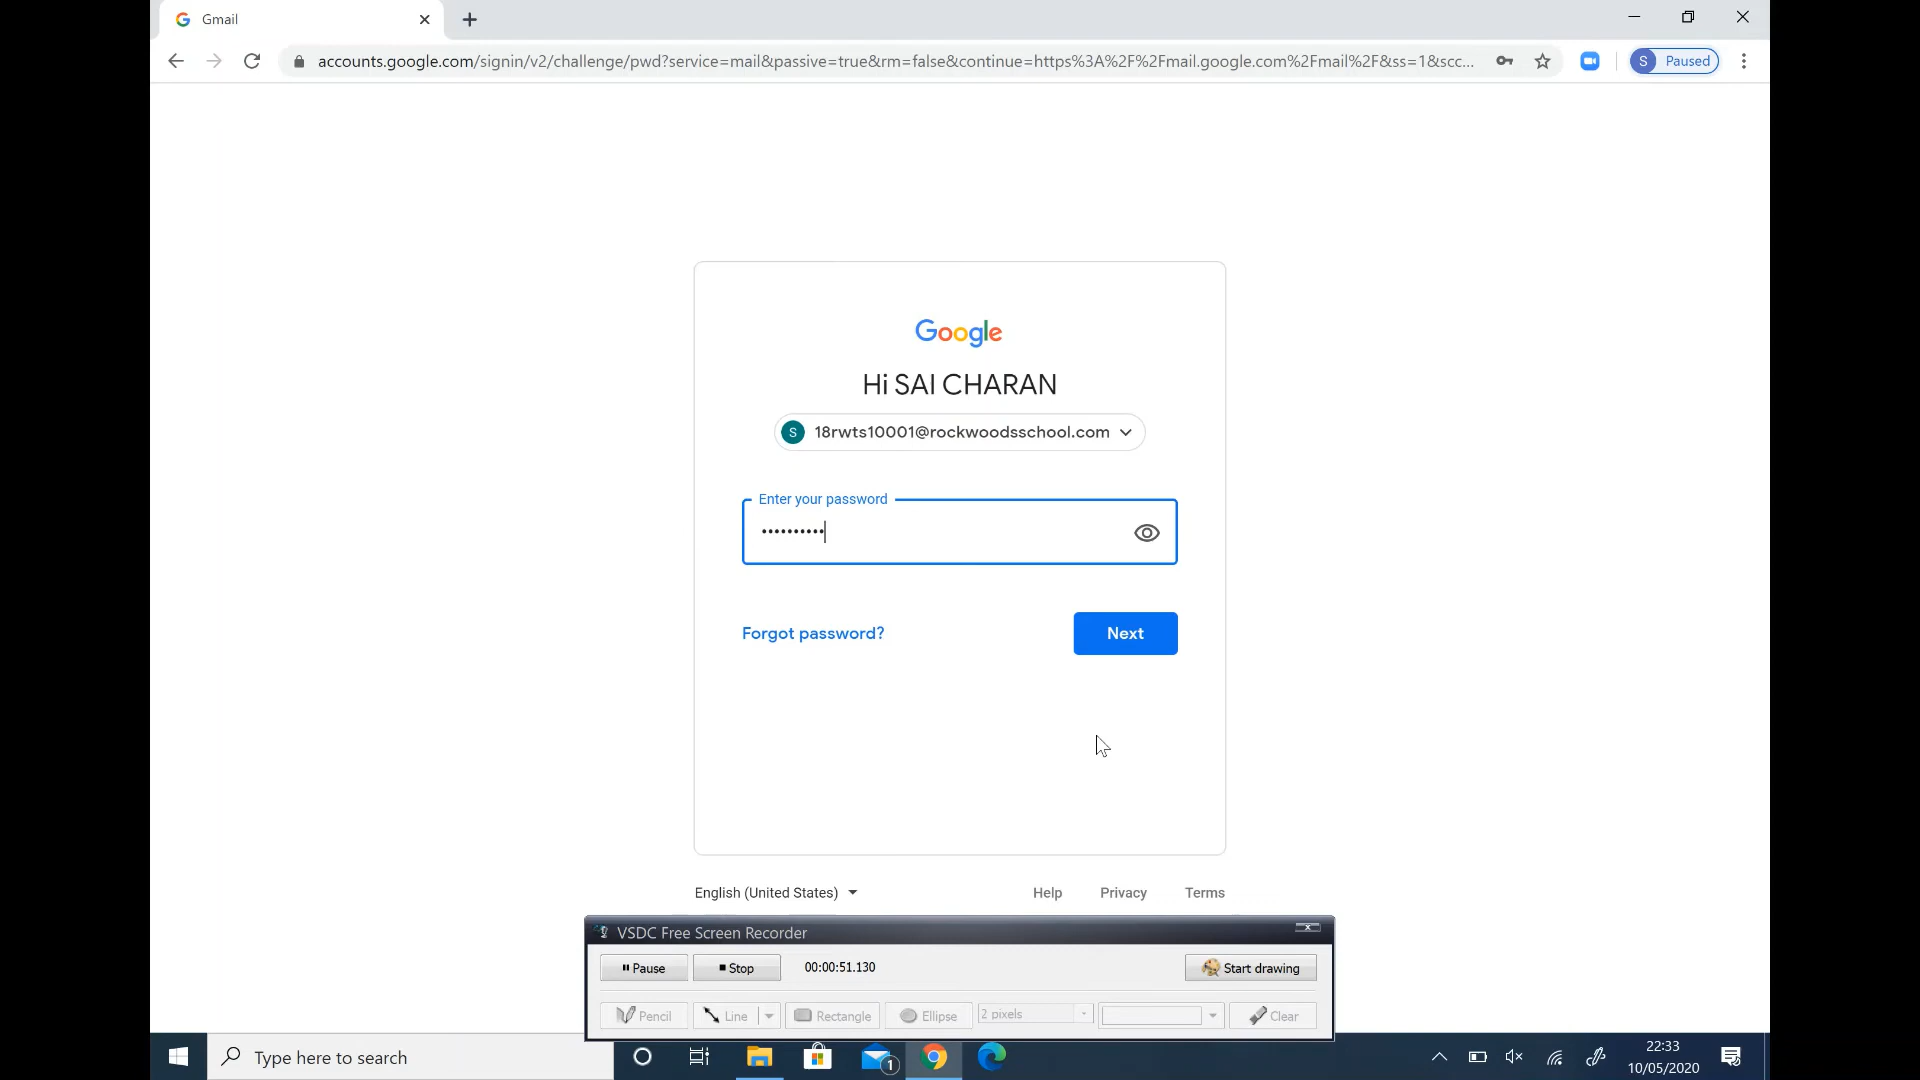 Gmail
accounts.google.com/signin/v2/challenge/pwd?service=mail&passive=true&rm=false&continue=https%3A%2F%2Fmail.google.com%2Fmail%2F&ss=1&scc...
S Paused
Google
Hi SAI CHARAN
S 18rwts10001@rockwoodsschool.com
Enter your password
••••••••••
Forgot password?
Next
English (United States)
Help Privacy Terms
VSDC Free Screen Recorder
Pause Stop 00:00:51.130 Start drawing
Pencil Line Rectangle Ellipse 2 pixels Clear
Type here to search
1
22:33
10/05/2020